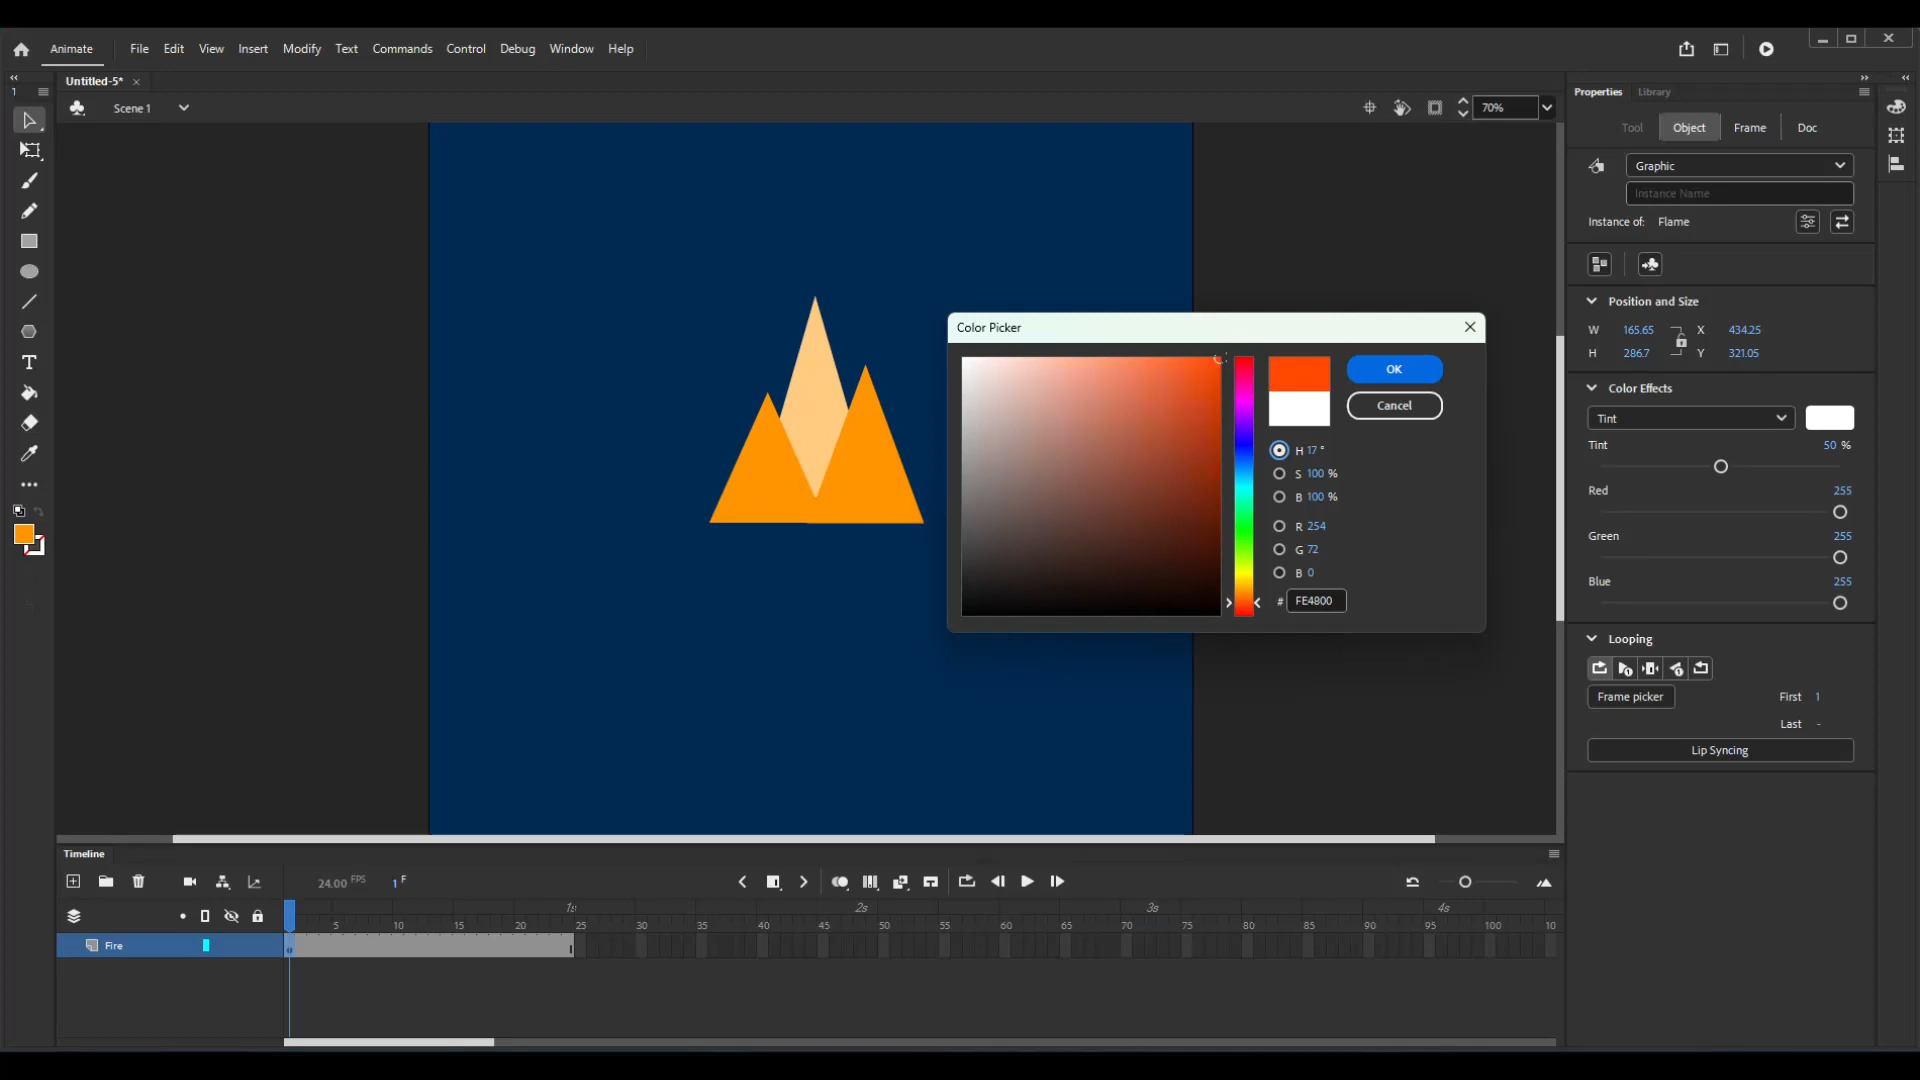 Animate File Edit View Insert Modify Text Commands Control Debug Window Help
Untitled-5*
1
Properties Library
Scene 1
70%
Tool Object Frame Doc
Graphic
Instance Name
Instance of: Flame
Position and Size
W 165.65 X 434.25
H 286.7 Y 321.05
Color Effects
Tint
Tint 50 %
Red 255
Green 255
Blue 255
Looping
Frame picker First 1
Last -
Lip Syncing
Color Picker
OK
Cancel
H 17 °
S 100 %
B 100 %
R 254
G 72
B 0
# FE4800
T
Timeline
24.00 FPS 1 F
1s 2s 3s 4s
5 10 15 20 25 30 35 40 45 50 55 60 65 70 75 80 85 90 95 100 10
Fire